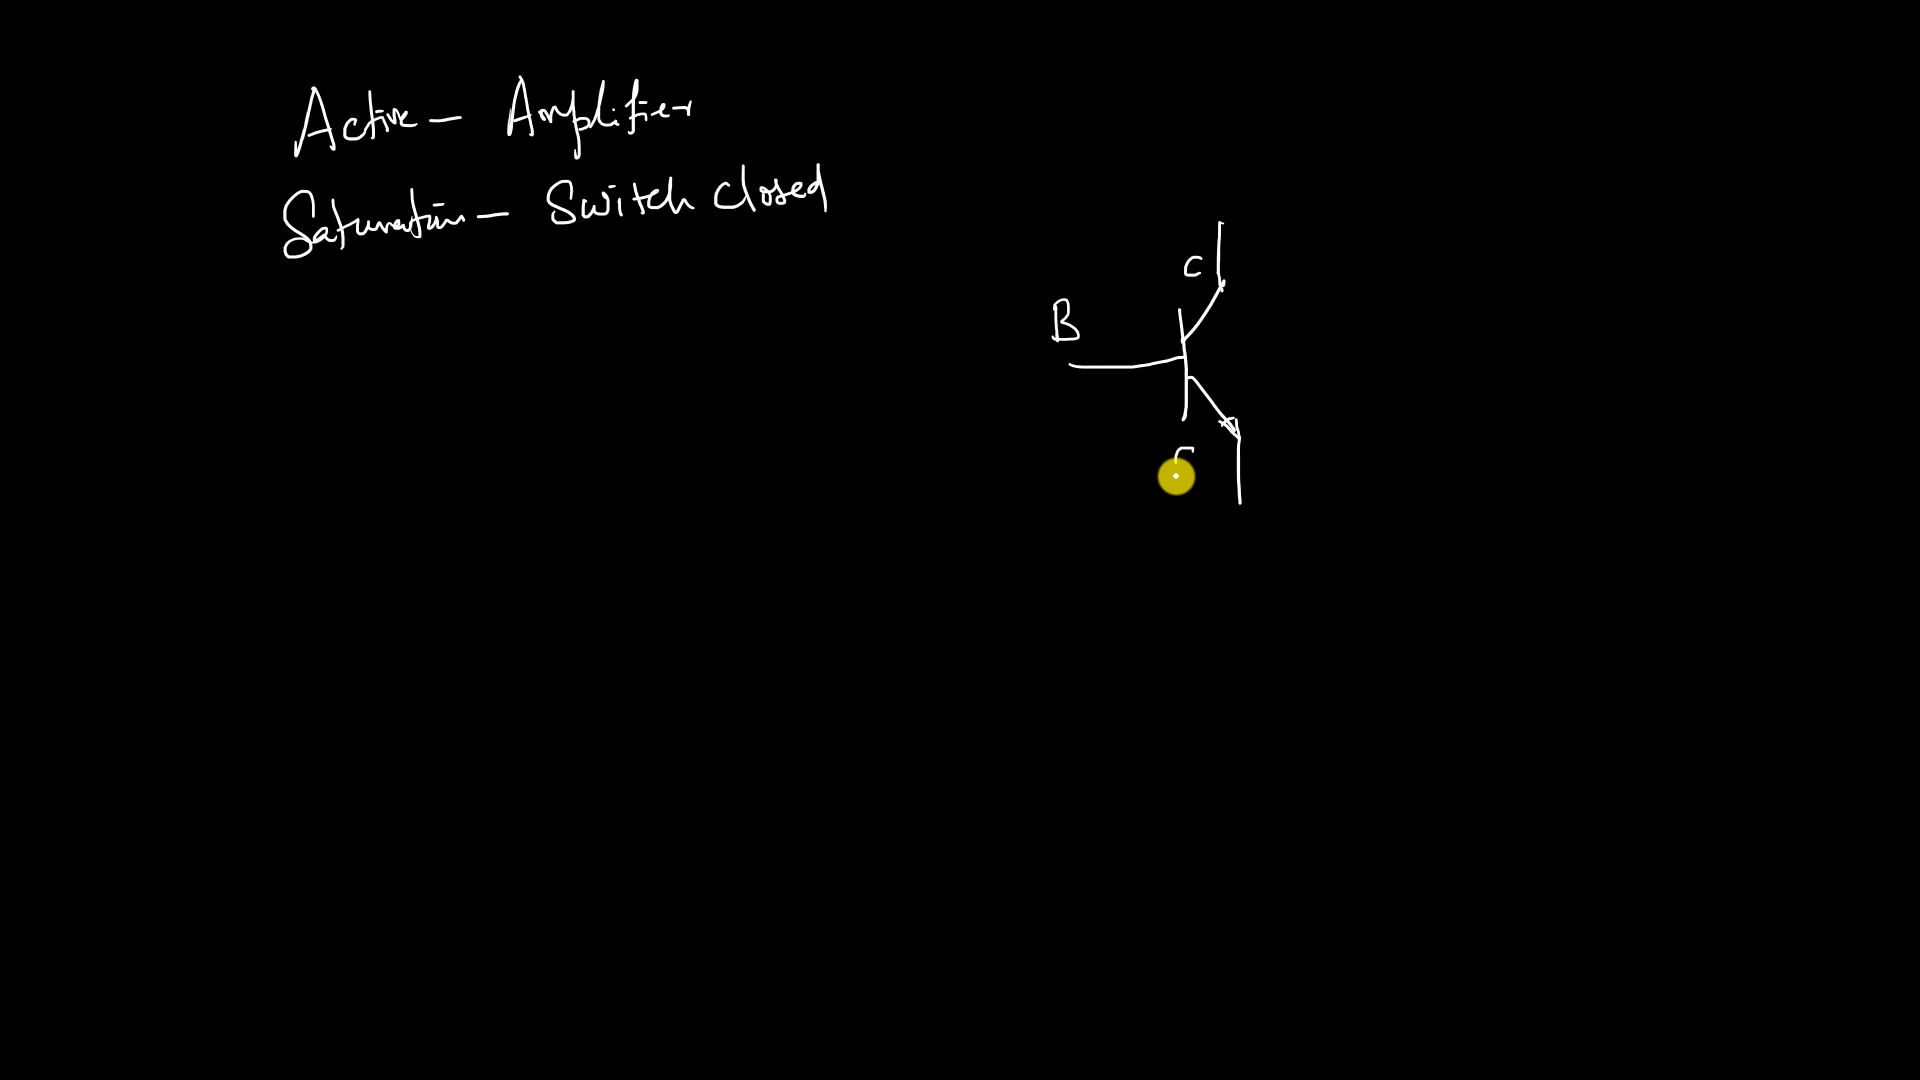 Active - Amplifier
Saturation - Switch closed
C
B